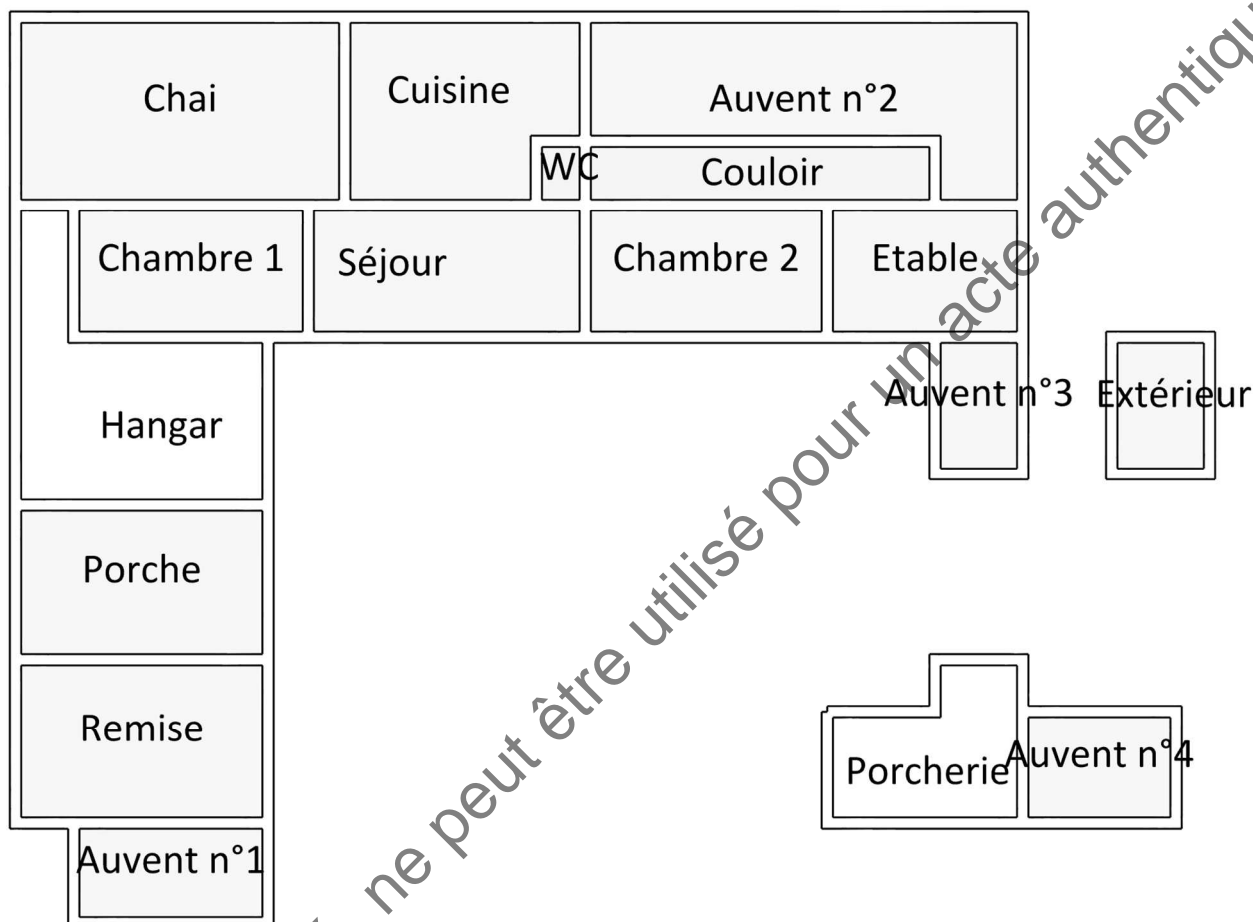 Chai
Cuisine
Auvent n°2
WC
Couloir
Chambre 1
Séjour
Chambre 2
Etable
Auvent n°3
Extérieur
Hangar
Porche
Remise
Porcherie
Auvent n°4
Auvent n°1
ne peut être utilisé pour un acte authentiqu